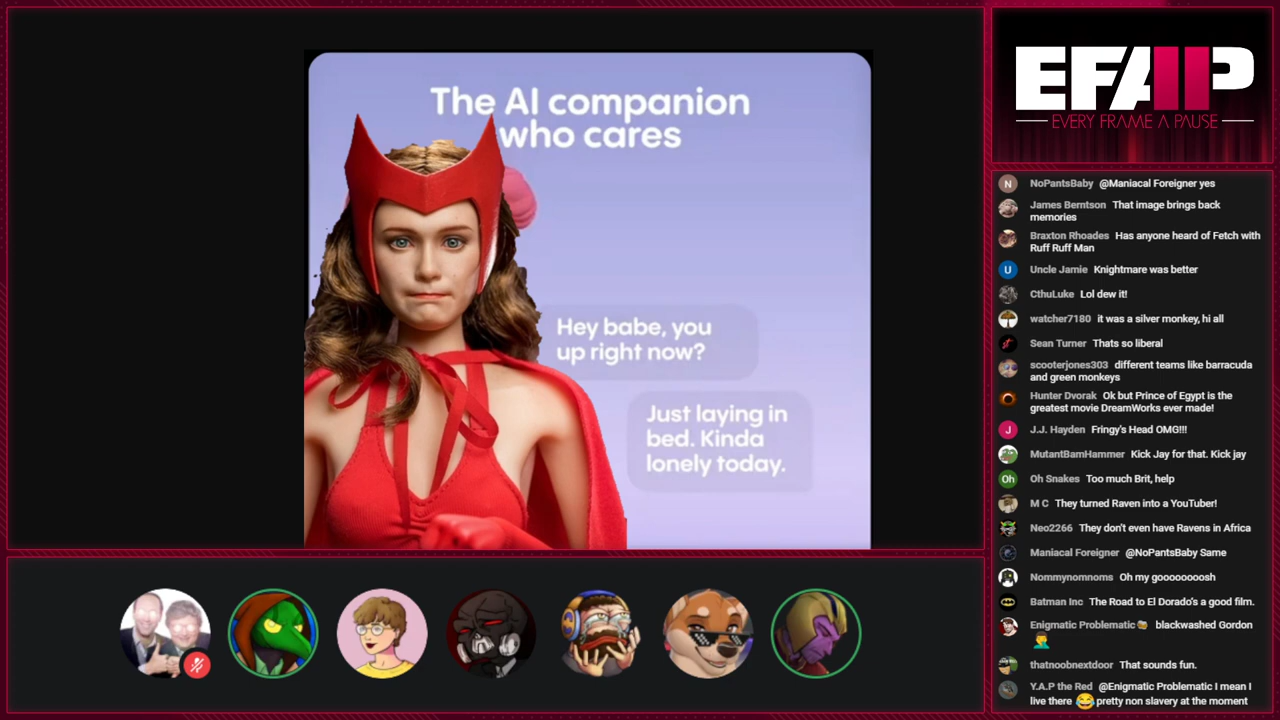 The AI companion
who cares
Hey babe, you
up right now?
Just laying in
bed. Kinda
lonely today.
EFAP
EVERY FRAME A PAUSE
N
NoPantsBaby @Maniacal Foreigner yes
James Berntson That image brings back
memories
Braxton Rhoades Has anyone heard of Fetch with
Ruff Ruff Man
U
Uncle Jamie Knightmare was better
CthuLuke Lol dew it!
watcher7180 it was a silver monkey, hi all
Sean Turner Thats so liberal
scooterjones303 different teams like barracuda
and green monkeys
Hunter Dvorak Ok but Prince of Egypt is the
greatest movie DreamWorks ever made!
J
J.J. Hayden Fringy's Head OMG!!!
MutantBamHammer Kick Jay for that. Kick jay
Oh
Oh Snakes Too much Brit, help
M C They turned Raven into a YouTuber!
Neo2266 They don't even have Ravens in Africa
Maniacal Foreigner @NoPantsBaby Same
Nommynomnoms Oh my goooooooosh
Batman Inc The Road to El Dorado's a good film.
Enigmatic Problematic🍻 blackwashed Gordon
🤦‍♂️
thatnoobnextdoor That sounds fun.
Y.A.P the Red @Enigmatic Problematic I mean I
live there 😂 pretty non slavery at the moment